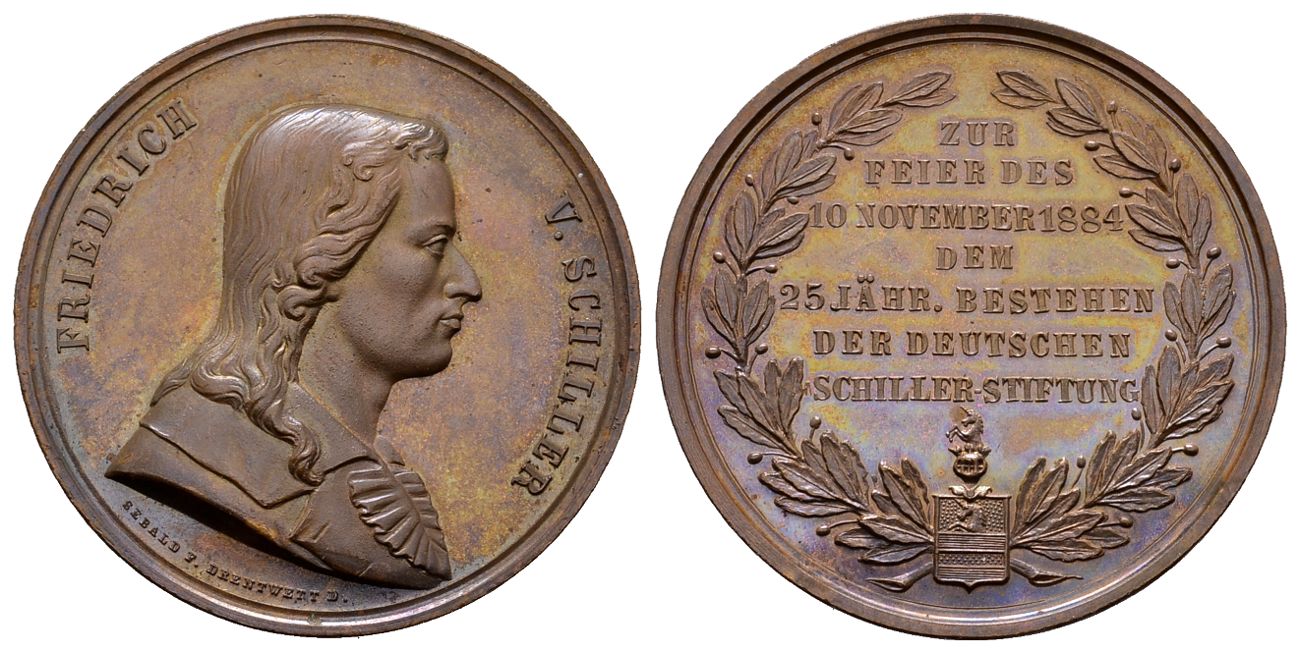 FRIEDRICH V. SCHILLER
SEBALD F. DRENTWETT D.
ZUR
FEIER DES
10 NOVEMBER 1884
DEM
25 JÄHR. BESTEHEN
DER DEUTSCHEN
SCHILLER-STIFTUNG